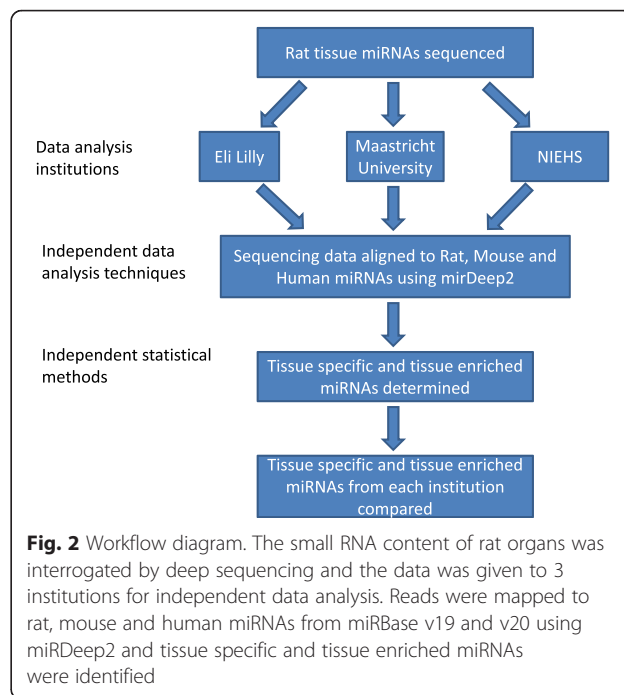 Rat tissue miRNAs sequenced
Data analysis
institutions
Eli Lilly
Maastricht
University
NIEHS
Independent data
analysis techniques
Sequencing data aligned to Rat, Mouse and
Human miRNAs using mirDeep2
Independent statistical
methods
Tissue specific and tissue enriched
miRNAs determined
Tissue specific and tissue enriched
miRNAs from each institution
compared
Fig. 2 Workflow diagram. The small RNA content of rat organs was
interrogated by deep sequencing and the data was given to 3
institutions for independent data analysis. Reads were mapped to
rat, mouse and human miRNAs from miRBase v19 and v20 using
miRDeep2 and tissue specific and tissue enriched miRNAs
were identified